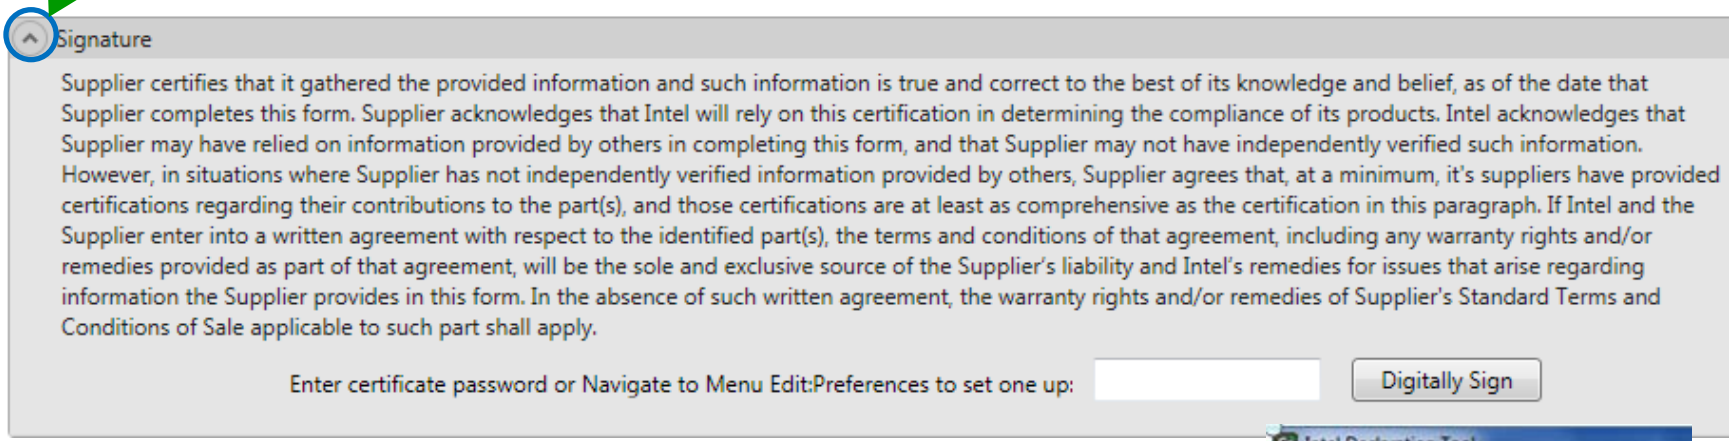 Signature
Supplier certifies that it gathered the provided information and such information is true and correct to the best of its knowledge and belief, as of the date that
Supplier completes this form. Supplier acknowledges that Intel will rely on this certification in determining the compliance of its products. Intel acknowledges that
Supplier may have relied on information provided by others in completing this form, and that Supplier may not have independently verified such information.
However, in situations where Supplier has not independently verified information provided by others, Supplier agrees that, at a minimum, it's suppliers have provided
certifications regarding their contributions to the part(s), and those certifications are at least as comprehensive as the certification in this paragraph. If Intel and the
Supplier enter into a written agreement with respect to the identified part(s), the terms and conditions of that agreement, including any warranty rights and/or
remedies provided as part of that agreement, will be the sole and exclusive source of the Supplier's liability and Intel's remedies for issues that arise regarding
information the Supplier provides in this form. In the absence of such written agreement, the warranty rights and/or remedies of Supplier's Standard Terms and
Conditions of Sale applicable to such part shall apply.
Enter certificate password or Navigate to Menu Edit:Preferences to set one up:
Digitally Sign